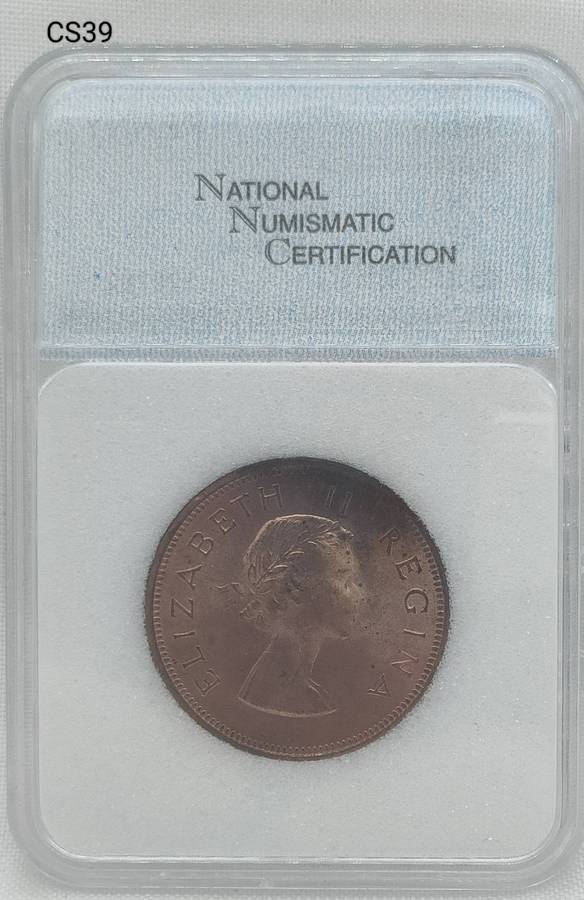 CS39
NATIONAL
NUMISMATIC
CERTIFICATION
ELIZABETH II REGINA